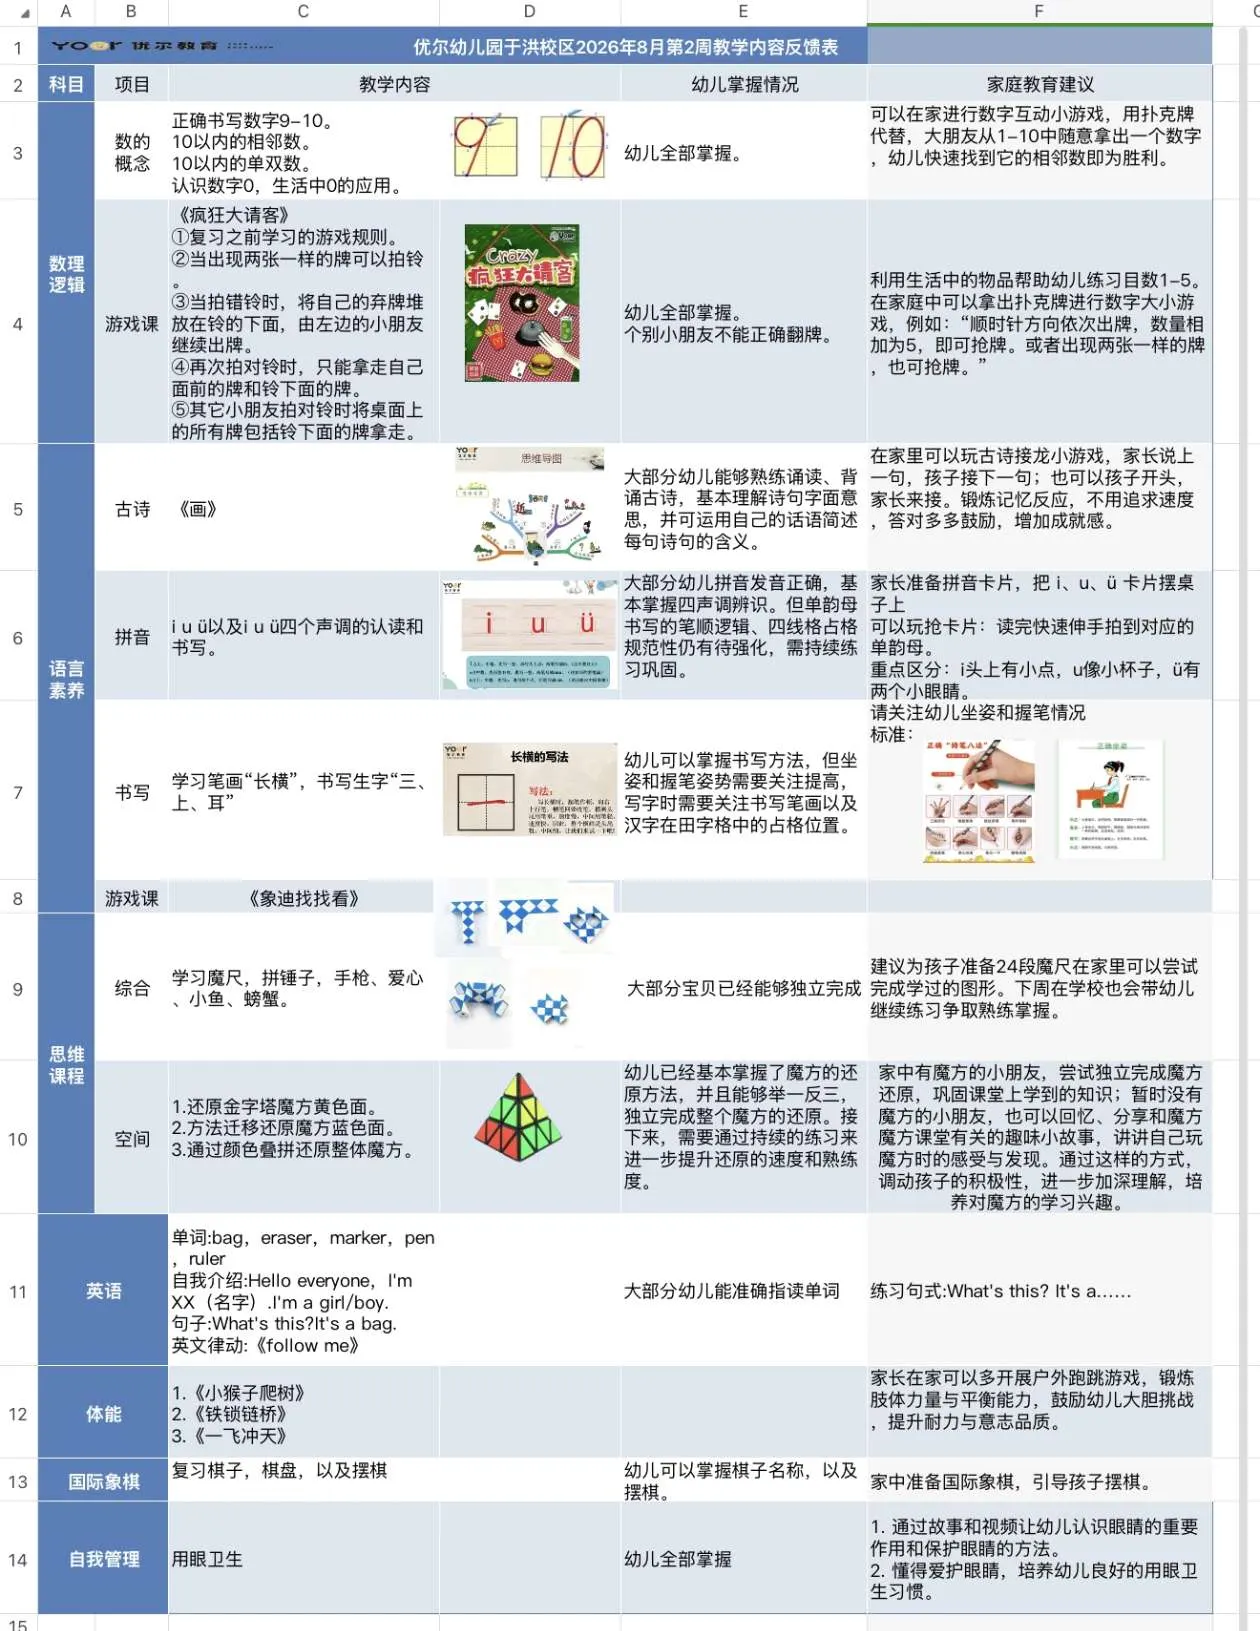 A B C D E F
1 YOer 优尔教育 优尔幼儿园于洪校区2026年8月第2周教学内容反馈表
2 科目 项目 教学内容 幼儿掌握情况 家庭教育建议
数理
逻辑
3
数的
概念
正确书写数字9-10。
10以内的相邻数。
10以内的单双数。
认识数字0，生活中0的应用。
9 10
幼儿全部掌握。
可以在家进行数字互动小游戏，用扑克牌
代替，大朋友从1-10中随意拿出一个数字
，幼儿快速找到它的相邻数即为胜利。
4
游戏课
《疯狂大请客》
①复习之前学习的游戏规则。
②当出现两张一样的牌可以拍铃
。
③当拍错铃时，将自己的弃牌堆
放在铃的下面，由左边的小朋友
继续出牌。
④再次拍对铃时，只能拿走自己
面前的牌和铃下面的牌。
⑤其它小朋友拍对铃时将桌面上
的所有牌包括铃下面的牌拿走。
Crazy
疯狂大请客
幼儿全部掌握。
个别小朋友不能正确翻牌。
利用生活中的物品帮助幼儿练习目数1-5。
在家庭中可以拿出扑克牌进行数字大小游
戏，例如：“顺时针方向依次出牌，数量相
加为5，即可抢牌。或者出现两张一样的牌
，也可抢牌。”
语言
素养
5
古诗
《画》
YOer
思维导图
大部分幼儿能够熟练诵读、背
诵古诗，基本理解诗句字面意
思，并可运用自己的话语简述
每句诗句的含义。
在家里可以玩古诗接龙小游戏，家长说上
一句，孩子接下一句；也可以孩子开头，
家长来接。锻炼记忆反应，不用追求速度
，答对多多鼓励，增加成就感。
6
拼音
i u ü以及i u ü四个声调的认读和
书写。
YOer
i u ü
大部分幼儿拼音发音正确，基
本掌握四声调辨识。但单韵母
书写的笔顺逻辑、四线格占格
规范性仍有待强化，需持续练
习巩固。
家长准备拼音卡片，把 i、u、ü 卡片摆桌
子上
可以玩抢卡片：读完快速伸手拍到对应的
单韵母。
重点区分：i头上有小点，u像小杯子，ü有
两个小眼睛。
7
书写
学习笔画“长横”，书写生字“三、
上、耳”
YOer
长横的写法
写法：
幼儿可以掌握书写方法，但坐
姿和握笔姿势需要关注提高，
写字时需要关注书写笔画以及
汉字在田字格中的占格位置。
请关注幼儿坐姿和握笔情况
标准：
正确“持笔八法”
正确坐姿
8
游戏课
《象迪找找看》
思维
课程
9
综合
学习魔尺，拼锤子，手枪、爱心
、小鱼、螃蟹。
大部分宝贝已经能够独立完成
建议为孩子准备24段魔尺在家里可以尝试
完成学过的图形。下周在学校也会带幼儿
继续练习争取熟练掌握。
10
空间
1.还原金字塔魔方黄色面。
2.方法迁移还原魔方蓝色面。
3.通过颜色叠拼还原整体魔方。
幼儿已经基本掌握了魔方的还
原方法，并且能够举一反三，
独立完成整个魔方的还原。接
下来，需要通过持续的练习来
进一步提升还原的速度和熟练
度。
家中有魔方的小朋友，尝试独立完成魔方
还原，巩固课堂上学到的知识；暂时没有
魔方的小朋友，也可以回忆、分享和魔方
魔方课堂有关的趣味小故事，讲讲自己玩
魔方时的感受与发现。通过这样的方式，
调动孩子的积极性，进一步加深理解，培
养对魔方的学习兴趣。
11
英语
单词:bag，eraser，marker，pen
，ruler
自我介绍:Hello everyone，I'm
XX（名字）.I'm a girl/boy.
句子:What's this?It's a bag.
英文律动:《follow me》
大部分幼儿能准确指读单词
练习句式:What's this? It's a……
12
体能
1.《小猴子爬树》
2.《铁锁链桥》
3.《一飞冲天》
家长在家可以多开展户外跑跳游戏，锻炼
肢体力量与平衡能力，鼓励幼儿大胆挑战
，提升耐力与意志品质。
13
国际象棋
复习棋子，棋盘，以及摆棋
幼儿可以掌握棋子名称，以及
摆棋。
家中准备国际象棋，引导孩子摆棋。
14
自我管理
用眼卫生
幼儿全部掌握
1. 通过故事和视频让幼儿认识眼睛的重要
作用和保护眼睛的方法。
2. 懂得爱护眼睛，培养幼儿良好的用眼卫
生习惯。
15